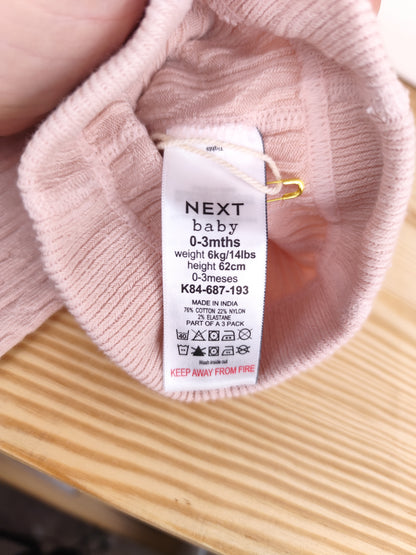 NEXT
baby
0-3mths
weight 6kg/14lbs
height 62cm
0-3meses
K84-687-193
MADE IN INDIA
76% COTTON 22% NYLON
2% ELASTANE
PART OF A 3 PACK
40
Wash inside out
KEEP AWAY FROM FIRE